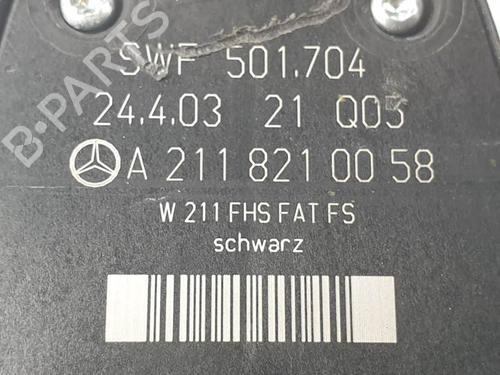 SWF 501.704
24.4.03 21 Q03
A 211 821 00 58
W 211 FHS FAT FS
schwarz
B-PARTS